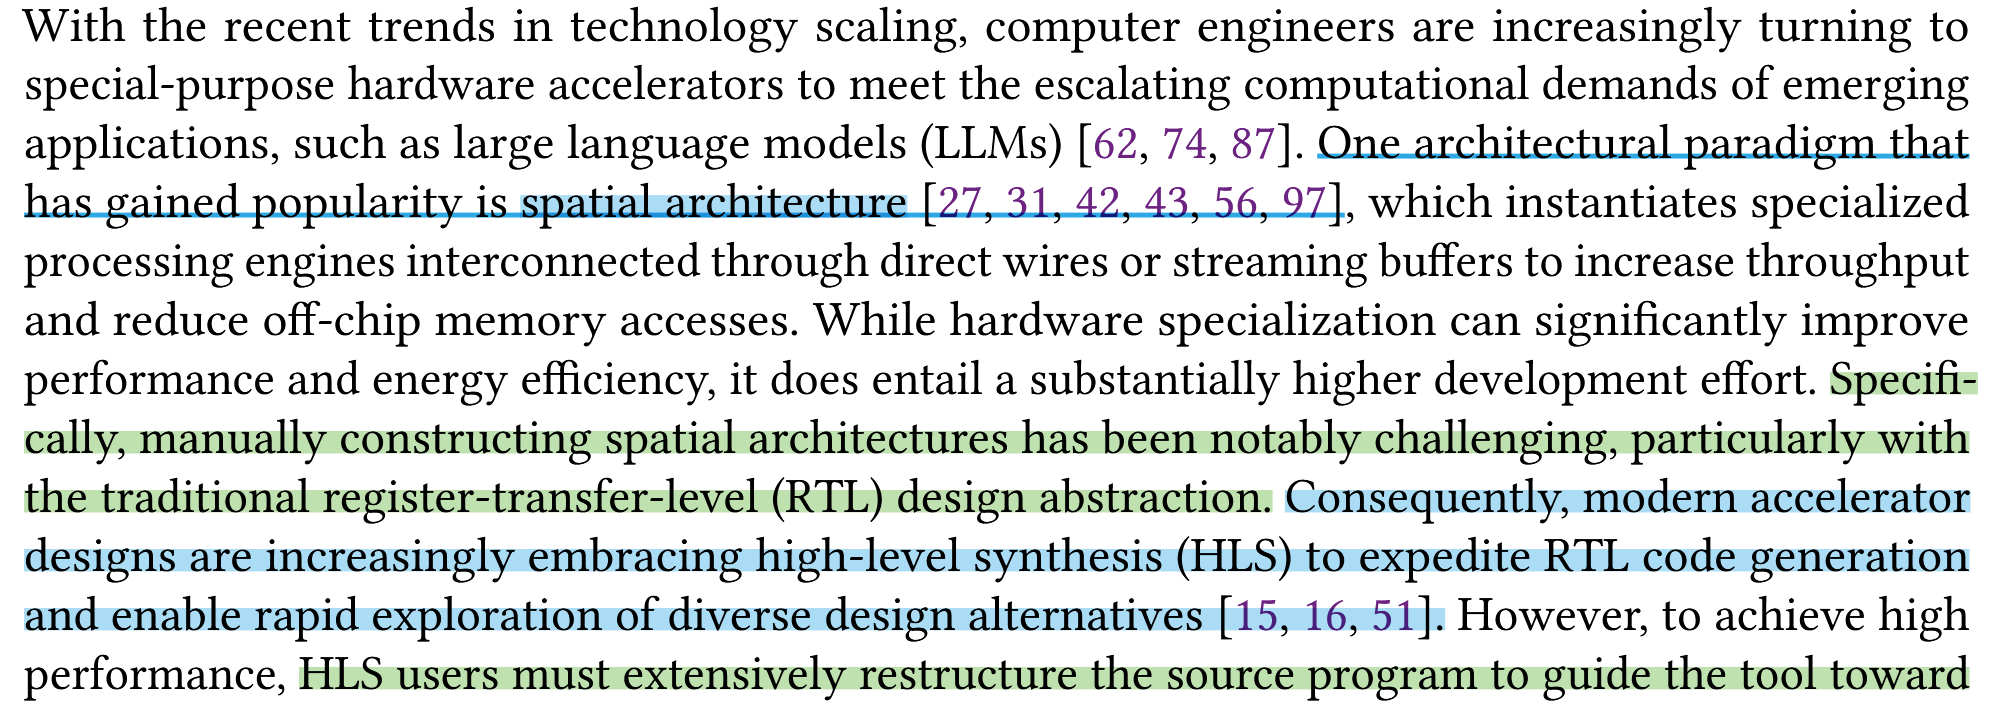 With the recent trends in technology scaling, computer engineers are increasingly turning to
special-purpose hardware accelerators to meet the escalating computational demands of emerging
applications, such as large language models (LLMs) [62, 74, 87]. One architectural paradigm that
has gained popularity is spatial architecture [27, 31, 42, 43, 56, 97], which instantiates specialized
processing engines interconnected through direct wires or streaming buffers to increase throughput
and reduce off-chip memory accesses. While hardware specialization can significantly improve
performance and energy efficiency, it does entail a substantially higher development effort. Specifi-
cally, manually constructing spatial architectures has been notably challenging, particularly with
the traditional register-transfer-level (RTL) design abstraction. Consequently, modern accelerator
designs are increasingly embracing high-level synthesis (HLS) to expedite RTL code generation
and enable rapid exploration of diverse design alternatives [15, 16, 51]. However, to achieve high
performance, HLS users must extensively restructure the source program to guide the tool toward